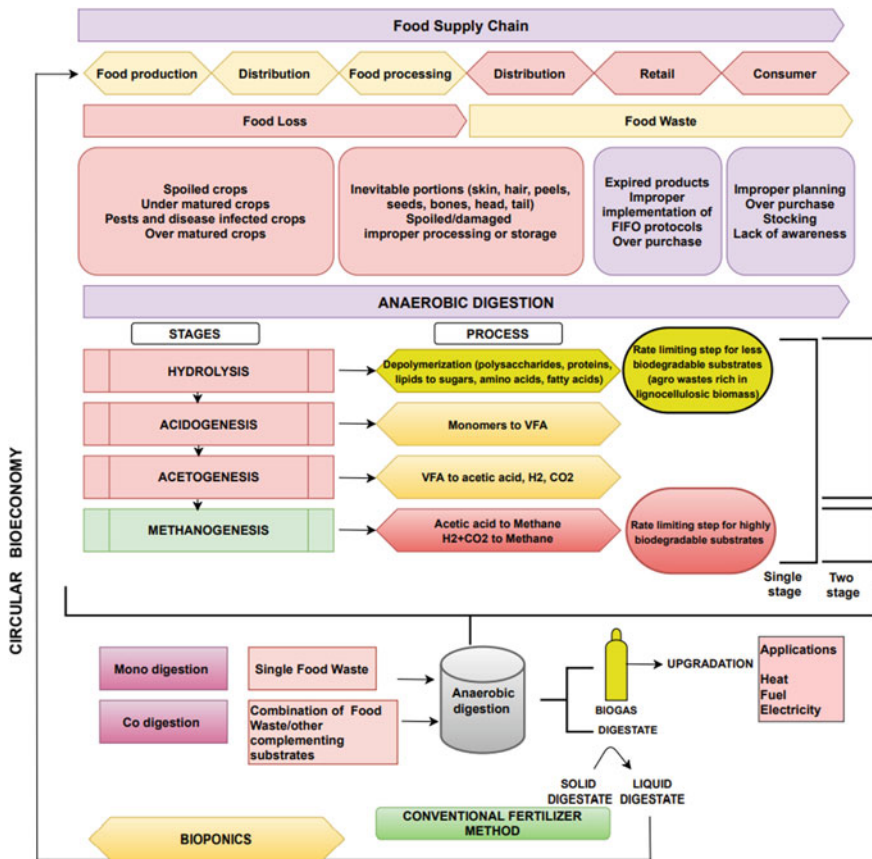 Food Supply Chain
Food production
Distribution
Food processing
Distribution
Retail
Consumer
Food Loss
Food Waste
Spoiled crops
Under matured crops
Pests and disease infected crops
Over matured crops
Inevitable portions (skin, hair, peels,
seeds, bones, head, tail)
Spoiled/damaged
improper processing or storage
Expired products
Improper
implementation of
FIFO protocols
Over purchase
Improper planning
Over purchase
Stocking
Lack of awareness
ANAEROBIC DIGESTION
STAGES
PROCESS
HYDROLYSIS
Depolymerization (polysaccharides, proteins,
lipids to sugars, amino acids, fatty acids)
Rate limiting step for less
biodegradable substrates
(agro wastes rich in
lignocellulosic biomass)
ACIDOGENESIS
Monomers to VFA
ACETOGENESIS
VFA to acetic acid, H2, CO2
METHANOGENESIS
Acetic acid to Methane
H2+CO2 to Methane
Rate limiting step for highly
biodegradable substrates
Single
stage
Two
stage
CIRCULAR BIOECONOMY
Mono digestion
Single Food Waste
Co digestion
Combination of Food
Waste/other
complementing
substrates
Anaerobic
digestion
BIOGAS
UPGRADATION
Applications
Heat
Fuel
Electricity
DIGESTATE
SOLID
DIGESTATE
LIQUID
DIGESTATE
CONVENTIONAL FERTILIZER
METHOD
BIOPONICS